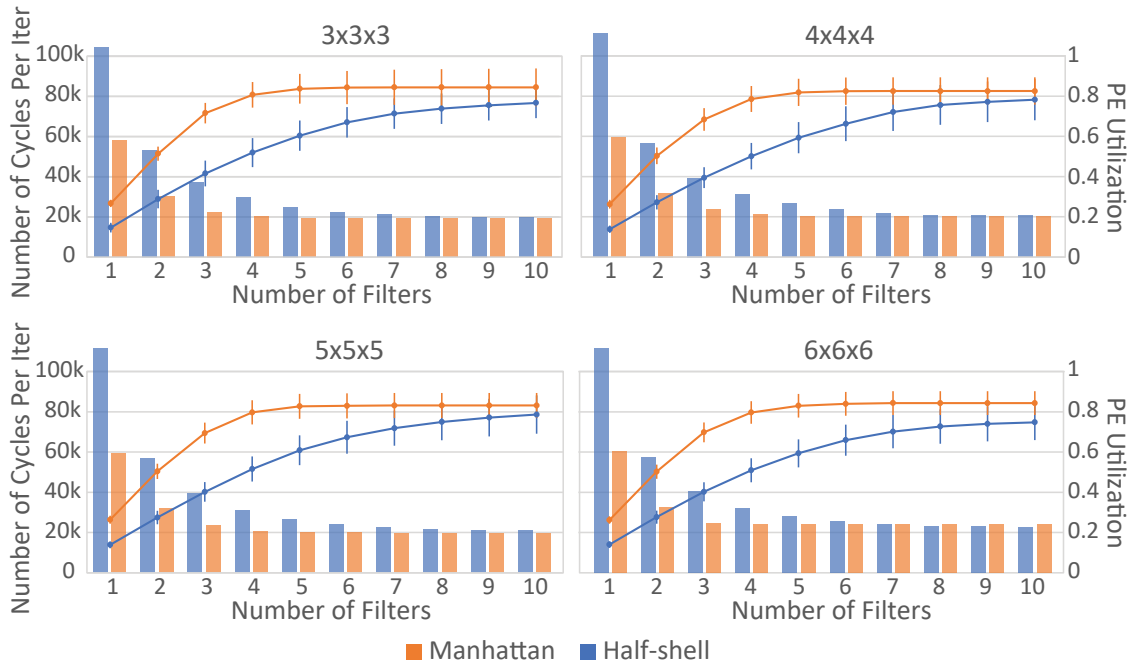 3x3x3
4x4x4
Number of Cycles Per Iter
100k
80k
60k
40k
20k
0
1 2 3 4 5 6 7 8 9 10
Number of Filters
1 2 3 4 5 6 7 8 9 10
Number of Filters
1
0.8
0.6
0.4
0.2
0
PE Utilization
5x5x5
6x6x6
Number of Cycles Per Iter
100k
80k
60k
40k
20k
0
1 2 3 4 5 6 7 8 9 10
Number of Filters
1 2 3 4 5 6 7 8 9 10
Number of Filters
1
0.8
0.6
0.4
0.2
0
PE Utilization
Manhattan Half-shell